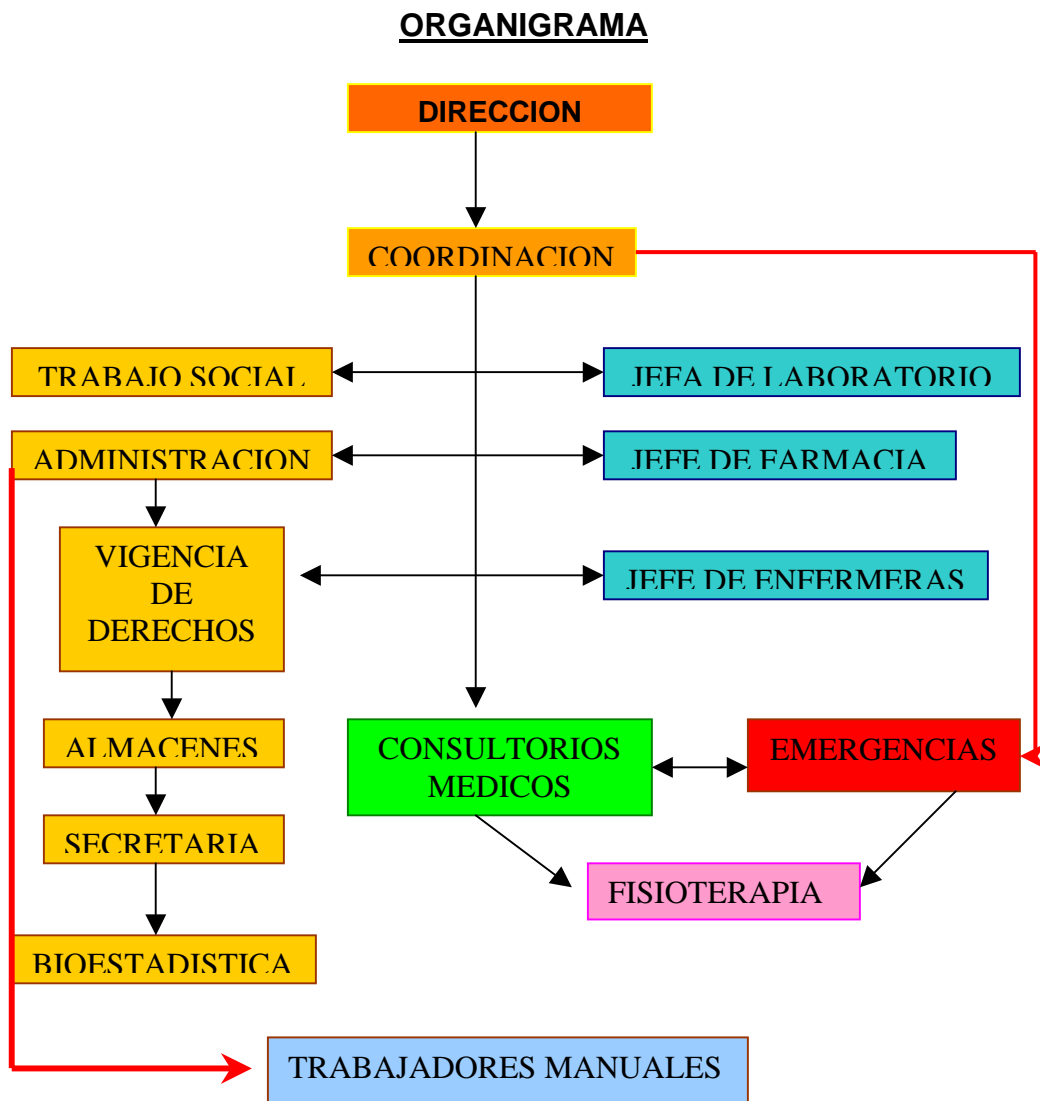 ORGANIGRAMA
DIRECCION
COORDINACION
TRABAJO SOCIAL
JEFA DE LABORATORIO
ADMINISTRACION
JEFE DE FARMACIA
VIGENCIA
DE
DERECHOS
JEFE DE ENFERMERAS
ALMACENES
CONSULTORIOS
MEDICOS
EMERGENCIAS
SECRETARIA
FISIOTERAPIA
BIOESTADISTICA
TRABAJADORES MANUALES